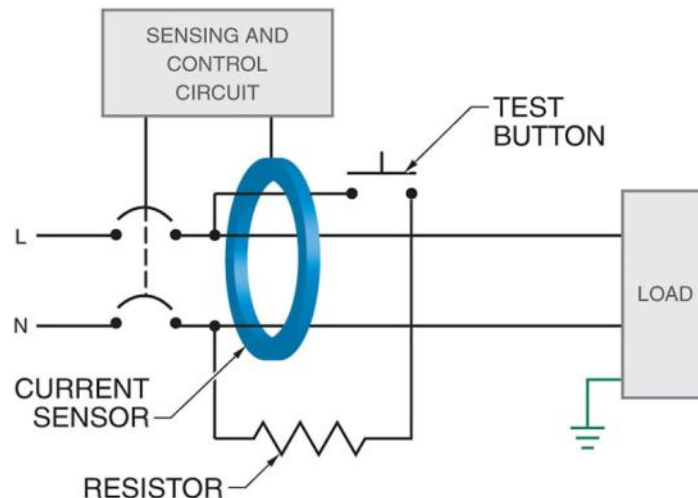 SENSING AND
CONTROL
CIRCUIT
TEST
BUTTON
L
LOAD
N
CURRENT
SENSOR
RESISTOR